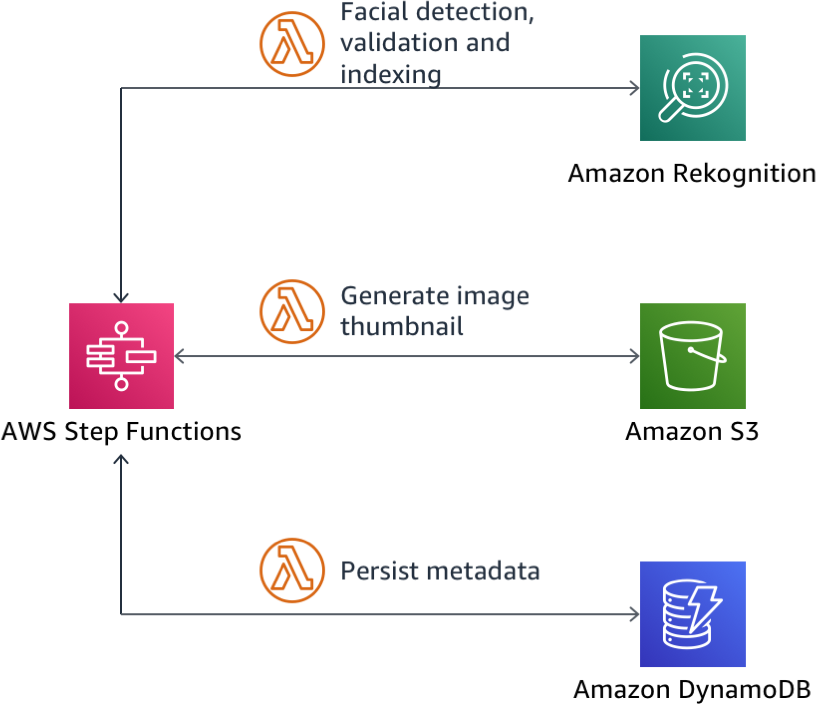 Facial detection,
validation and
indexing
Amazon Rekognition
Generate image
thumbnail
AWS Step Functions
Amazon S3
Persist metadata
Amazon DynamoDB